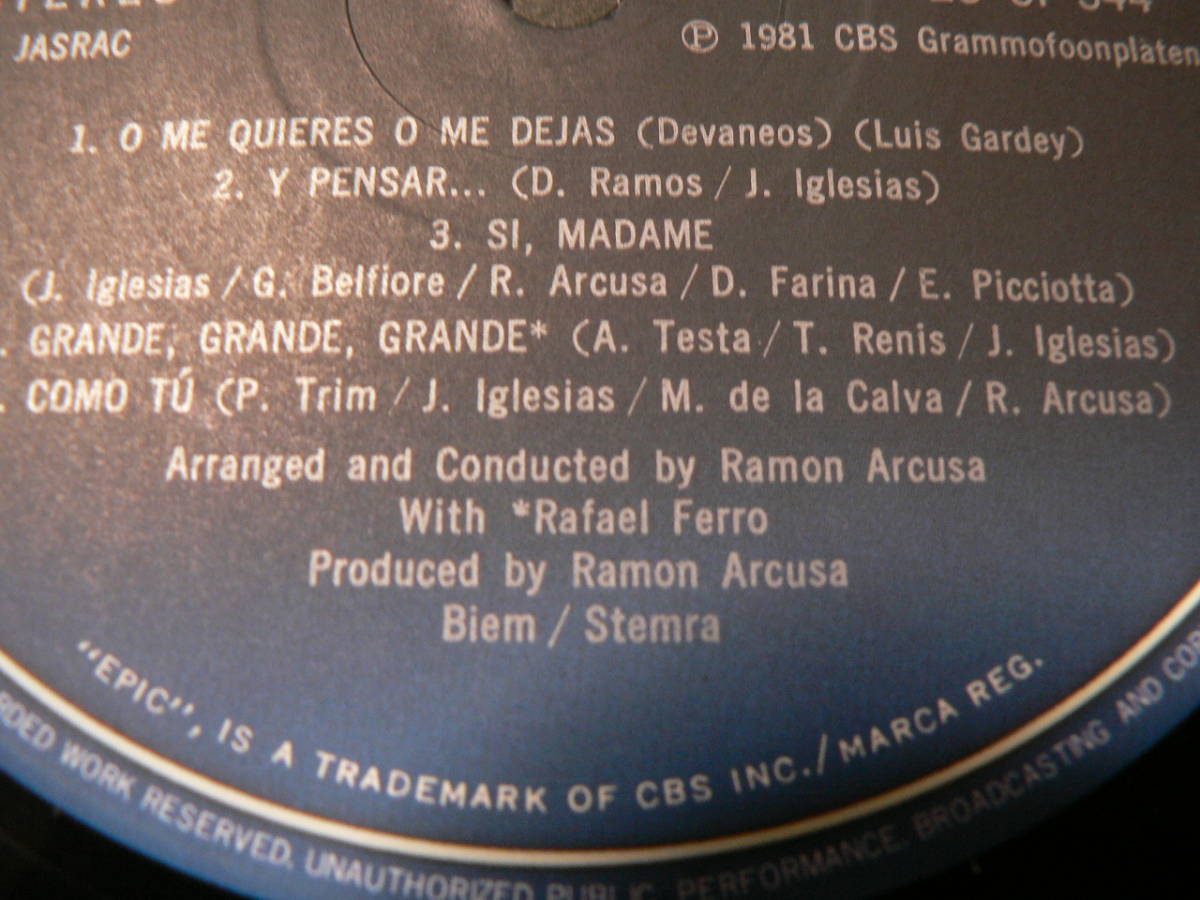 JASRAC
Ⓟ 1981 CBS Grammofoonplaten
1. O ME QUIERES O ME DEJAS (Devaneos) (Luis Gardey)
2. Y PENSAR... (D. Ramos / J. Iglesias)
3. SI, MADAME
(J. Iglesias / G. Belfiore / R. Arcusa / D. Farina / E. Picciotta)
. GRANDE, GRANDE, GRANDE* (A. Testa / T. Renis / J. Iglesias)
. COMO TÚ (P. Trim / J. Iglesias / M. de la Calva / R. Arcusa)
Arranged and Conducted by Ramon Arcusa
With *Rafael Ferro
Produced by Ramon Arcusa
Biem / Stemra
"EPIC", IS A TRADEMARK OF CBS INC./MARCA REG.
WORK RESERVED. UNAUTHORIZED PUBLIC PERFORMANCE. BROADCASTING AND